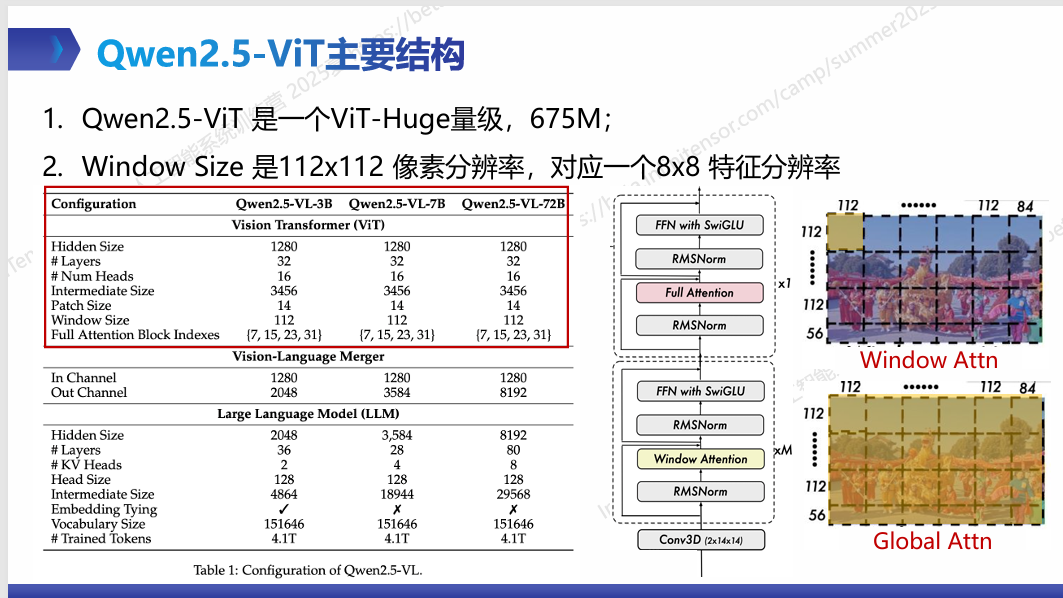 Qwen2.5-ViT主要结构
1. Qwen2.5-ViT 是一个ViT-Huge量级，675M；
2. Window Size 是112x112 像素分辨率，对应一个8x8 特征分辨率
Configuration Qwen2.5-VL-3B Qwen2.5-VL-7B Qwen2.5-VL-72B
Vision Transformer (ViT)
Hidden Size 1280 1280 1280
# Layers 32 32 32
# Num Heads 16 16 16
Intermediate Size 3456 3456 3456
Patch Size 14 14 14
Window Size 112 112 112
Full Attention Block Indexes {7, 15, 23, 31} {7, 15, 23, 31} {7, 15, 23, 31}
Vision-Language Merger
In Channel 1280 1280 1280
Out Channel 2048 3584 8192
Large Language Model (LLM)
Hidden Size 2048 3,584 8192
# Layers 36 28 80
# KV Heads 2 4 8
Head Size 128 128 128
Intermediate Size 4864 18944 29568
Embedding Tying ✓ ✗ ✗
Vocabulary Size 151646 151646 151646
# Trained Tokens 4.1T 4.1T 4.1T
Table 1: Configuration of Qwen2.5-VL.
FFN with SwiGLU
RMSNorm
Full Attention
x1
RMSNorm
FFN with SwiGLU
RMSNorm
Window Attention
xM
RMSNorm
Conv3D (2x14x14)
112 •••••• 112 84
112
112
56
Window Attn
112 •••••• 112 84
112
112
56
Global Attn